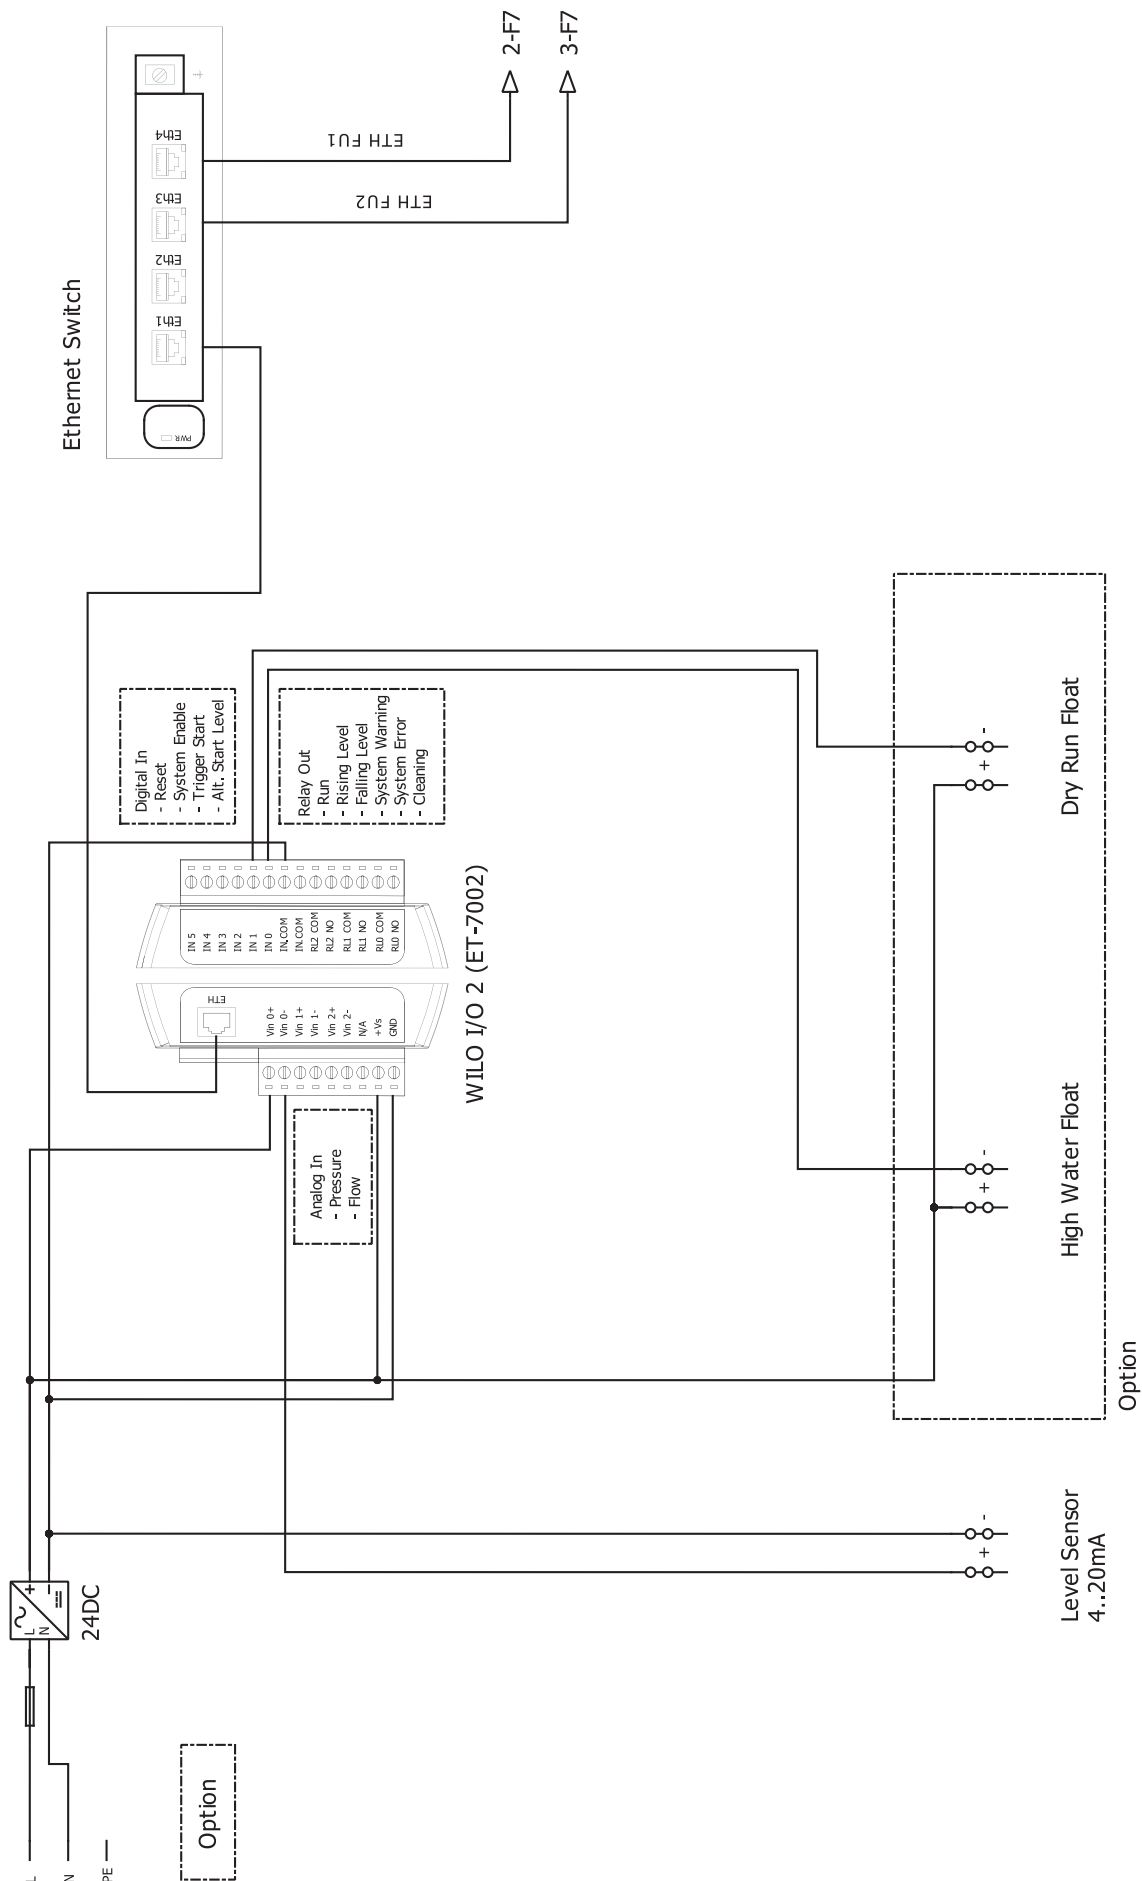 L
N
PE
Option
L
N
+
24DC
Level Sensor
4..20mA
+
-
Option
High Water Float
+
-
Dry Run Float
+
-
WILO I/O 2 (ET-7002)
ETH
Vin 0+
Vin 0-
Vin 1+
Vin 1-
Vin 2+
Vin 2-
N/A
+Vs
GND
Analog In
- Pressure
- Flow
IN 5
IN 4
IN 3
IN 2
IN 1
IN 0
IN.COM
IN.COM
RL2 COM
RL2 NO
RL1 COM
RL1 NO
RL0 COM
RL0 NO
Digital In
- Reset
- System Enable
- Trigger Start
- Alt. Start Level
Relay Out
- Run
- Rising Level
- Falling Level
- System Warning
- System Error
- Cleaning
Ethernet Switch
PWR
Eth1
Eth2
Eth3
Eth4
ETH FU1
ETH FU2
2-F7
3-F7